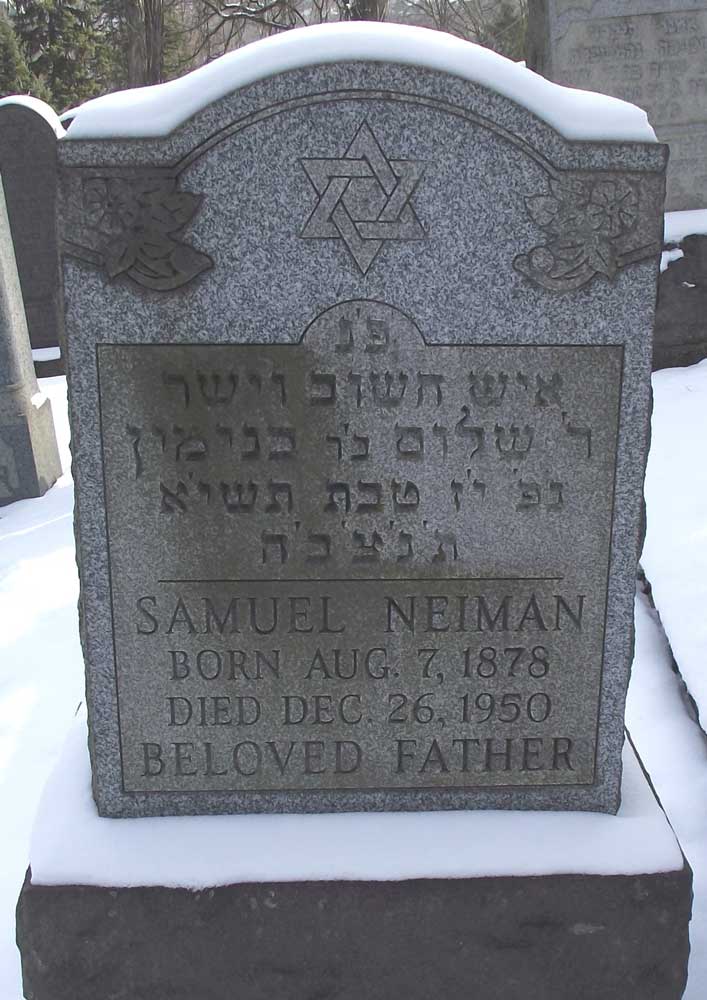 פ'נ
איש חשוב וישר
ר' שלום ב'ר בנימין
נפ' י'ז טבת תשי'א
ת'נ'צ'ב'ה
SAMUEL NEIMAN
BORN AUG. 7, 1878
DIED DEC. 26, 1950
BELOVED FATHER